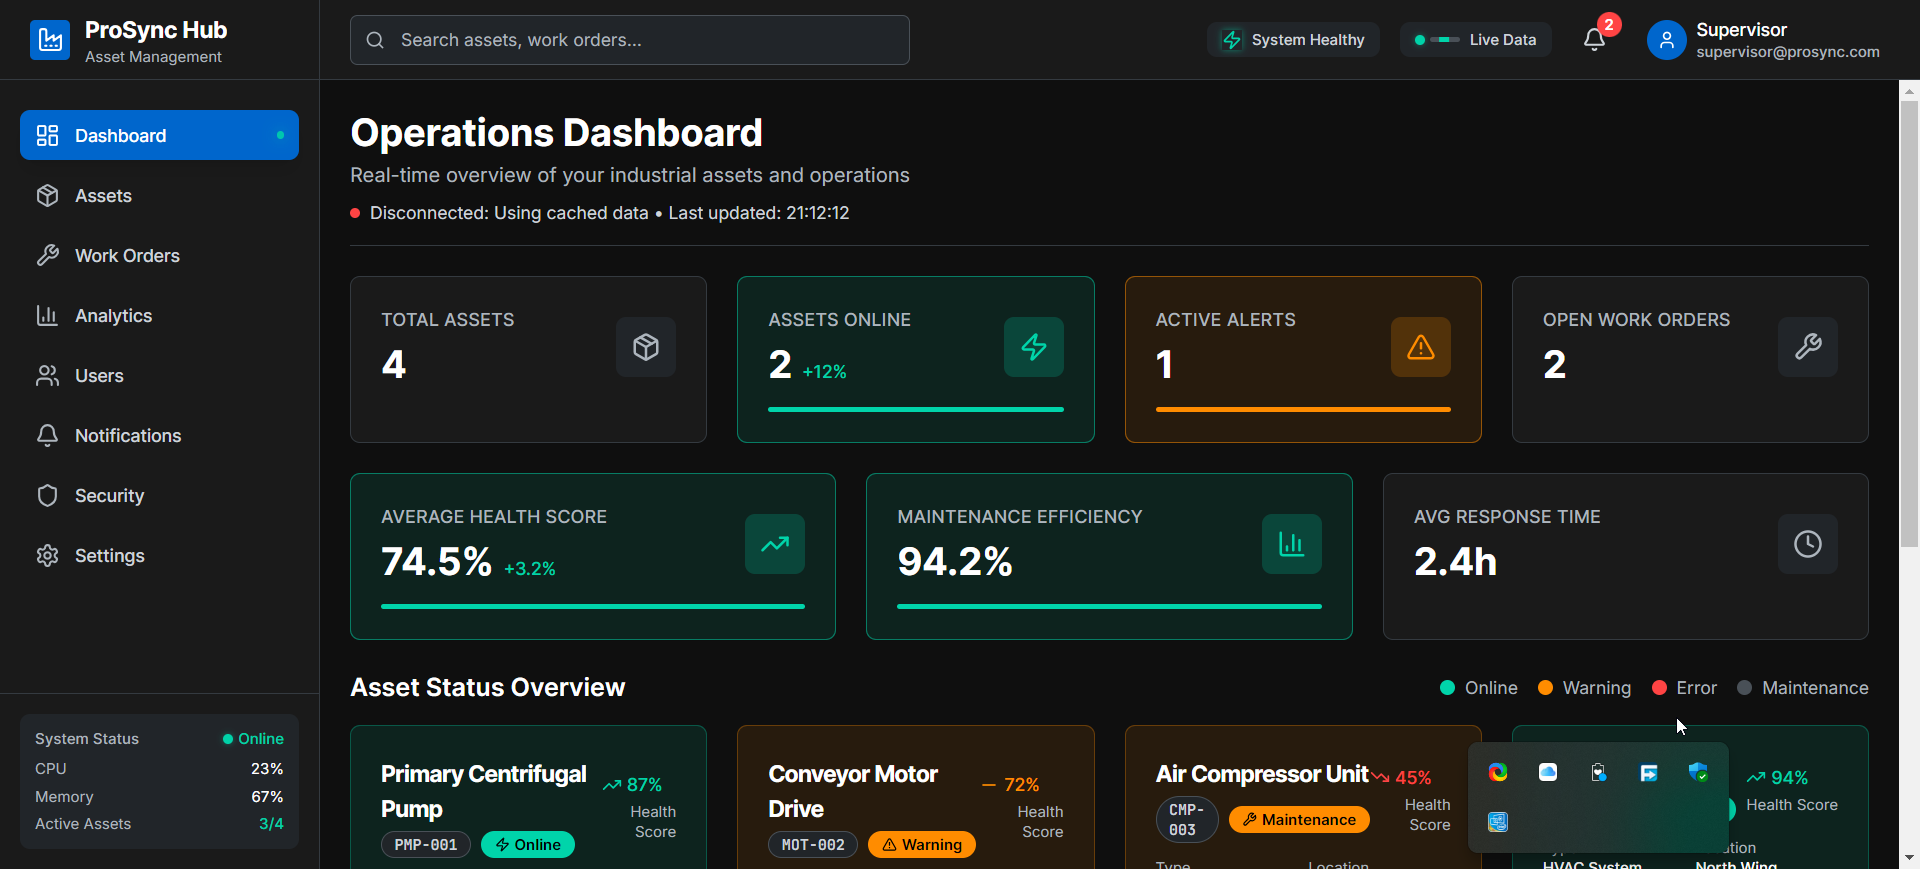 ProSync Hub
Asset Management
Search assets, work orders...
System Healthy
Live Data
2
Supervisor
supervisor@prosync.com
Dashboard
Assets
Work Orders
Analytics
Users
Notifications
Security
Settings
System Status
Online
CPU
23%
Memory
67%
Active Assets
3/4
Operations Dashboard
Real-time overview of your industrial assets and operations
Disconnected: Using cached data • Last updated: 21:12:12
TOTAL ASSETS
4
ASSETS ONLINE
2 +12%
ACTIVE ALERTS
1
OPEN WORK ORDERS
2
AVERAGE HEALTH SCORE
74.5% +3.2%
MAINTENANCE EFFICIENCY
94.2%
AVG RESPONSE TIME
2.4h
Asset Status Overview
Online
Warning
Error
Maintenance
Primary Centrifugal
Pump
87%
Health
Score
PMP-001
Online
Conveyor Motor
Drive
72%
Health
Score
MOT-002
Warning
Air Compressor Unit
45%
Health
Score
CMP-
003
Maintenance
Type
Location
94%
Health Score
HVAC System
North Wing